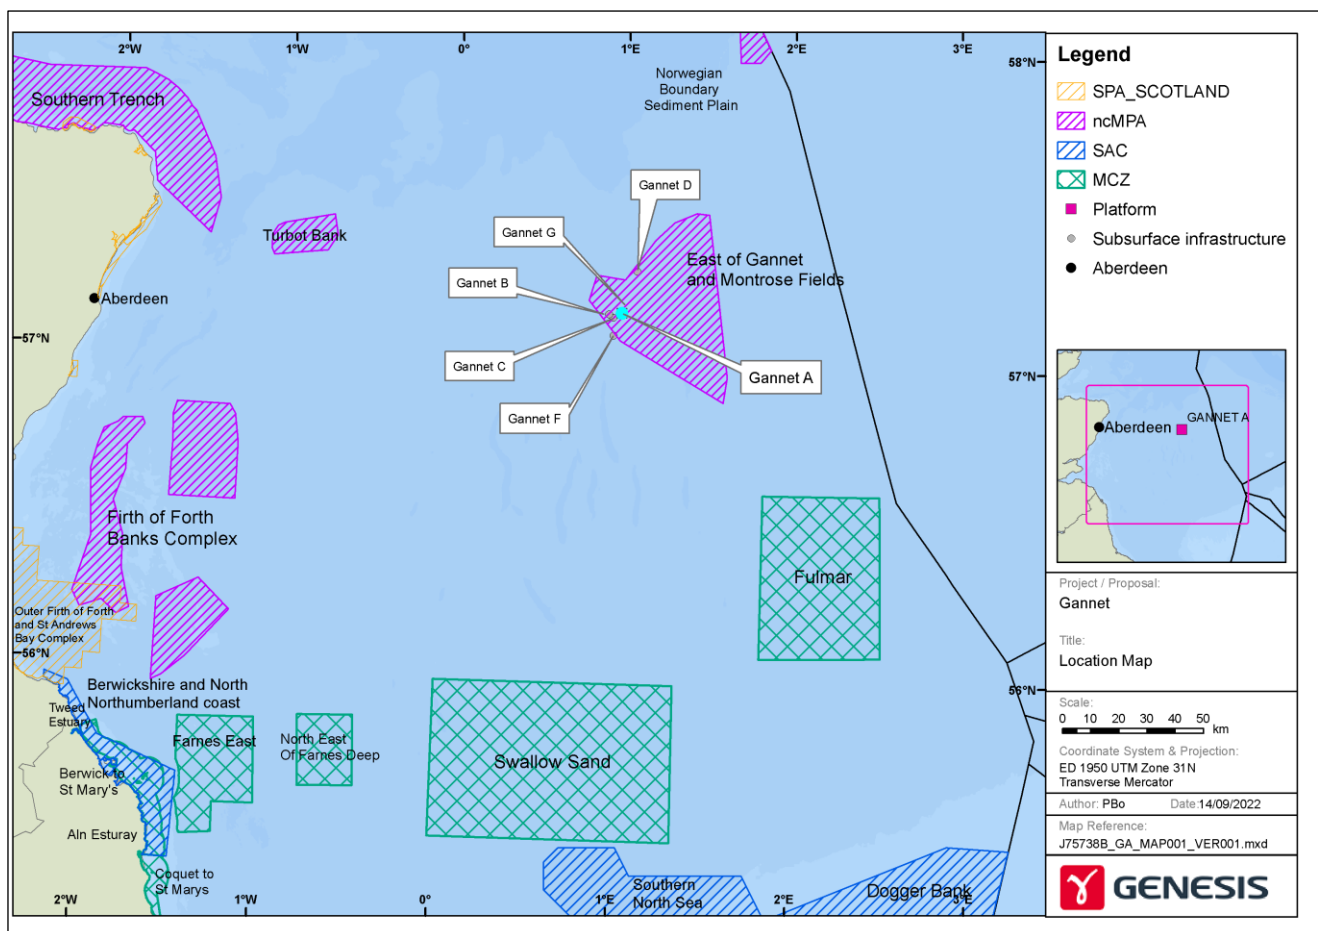 2°W
1°W
0°
1°E
2°E
3°E
58°N
Norwegian
Boundary
Sediment Plain
Southern Trench
Gannet D
Gannet G
Turbot Bank
East of Gannet
and Montrose Fields
Gannet B
Aberdeen
57°N
Gannet C
57°N
Gannet A
Gannet F
Firth of Forth
Banks Complex
Fulmar
Outer Firth of Forth
and St Andrews
Bay Complex
56°N
56°N
Berwickshire and North
Northumberland coast
Tweed
Estuary
Farnes East
North East
Of Farnes Deep
Swallow Sand
Berwick to
St Mary's
Aln Esturay
Coquet to
St Marys
Southern
North Sea
Dogger Bank
2°W
1°W
0°
1°E
2°E
3°E
Legend
SPA_SCOTLAND
ncMPA
SAC
MCZ
Platform
Subsurface infrastructure
Aberdeen
GANNET A
Aberdeen
Project / Proposal:
Gannet
Title:
Location Map
Scale:
0 10 20 30 40 50
km
Coordinate System & Projection:
ED 1950 UTM Zone 31N
Transverse Mercator
Author: PBo Date:14/09/2022
Map Reference:
J75738B_GA_MAP001_VER001.mxd
GENESIS